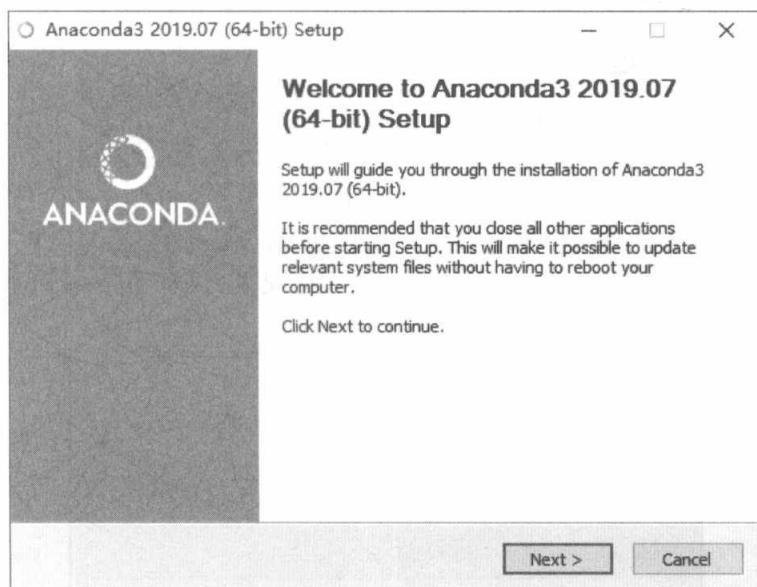 Anaconda3 2019.07 (64-bit) Setup
ANACONDA.
Welcome to Anaconda3 2019.07
(64-bit) Setup
Setup will guide you through the installation of Anaconda3
2019.07 (64-bit).
It is recommended that you close all other applications
before starting Setup. This will make it possible to update
relevant system files without having to reboot your
computer.
Click Next to continue.
Next >
Cancel